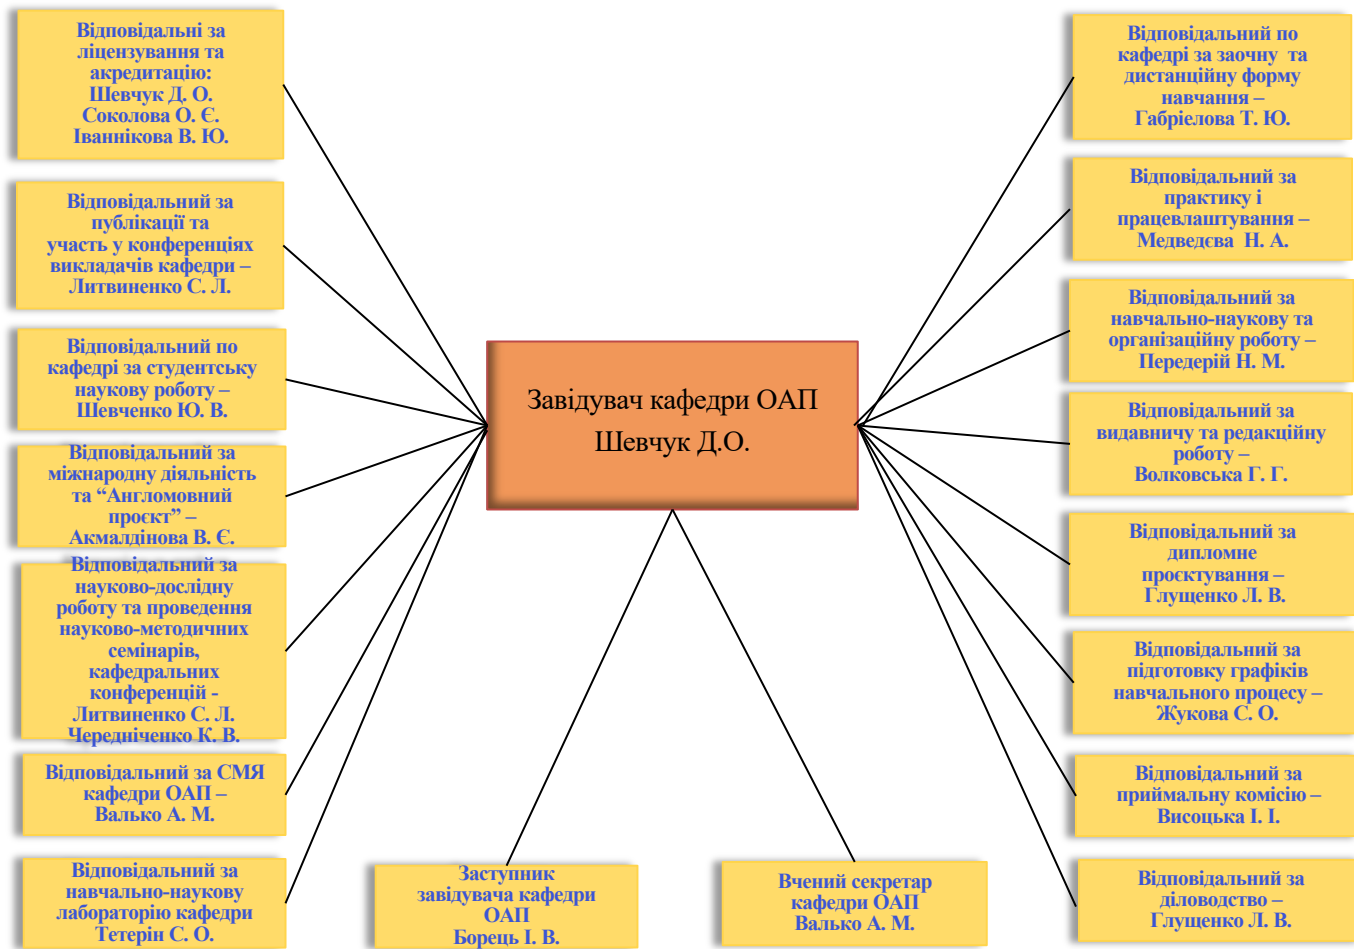 Відповідальні за
ліцензування та
акредитацію:
Шевчук Д. О.
Соколова О. Є.
Іваннікова В. Ю.
Відповідальний за
публікації та
участь у конференціях
викладачів кафедри –
Литвиненко С. Л.
Відповідальний по
кафедрі за студентську
наукову роботу –
Шевченко Ю. В.
Відповідальний за
міжнародну діяльність
та “Англомовний
проєкт” –
Акмалдінова В. Є.
Відповідальний за
науково-дослідну
роботу та проведення
науково-методичних
семінарів,
кафедральних
конференцій -
Литвиненко С. Л.
Чередніченко К. В.
Відповідальний за СМЯ
кафедри ОАП –
Валько А. М.
Відповідальний за
навчально-наукову
лабораторію кафедри
Тетерін С. О.
Завідувач кафедри ОАП
Шевчук Д.О.
Заступник
завідувача кафедри
ОАП
Борець І. В.
Вчений секретар
кафедри ОАП
Валько А. М.
Відповідальний по
кафедрі за заочну та
дистанційну форму
навчання –
Габріелова Т. Ю.
Відповідальний за
практику і
працевлаштування –
Медведєва Н. А.
Відповідальний за
навчально-наукову та
організаційну роботу –
Передерій Н. М.
Відповідальний за
видавничу та редакційну
роботу –
Волковська Г. Г.
Відповідальний за
дипломне
проєктування –
Глущенко Л. В.
Відповідальний за
підготовку графіків
навчального процесу –
Жукова С. О.
Відповідальний за
приймальну комісію –
Висоцька І. І.
Відповідальний за
діловодство –
Глущенко Л. В.